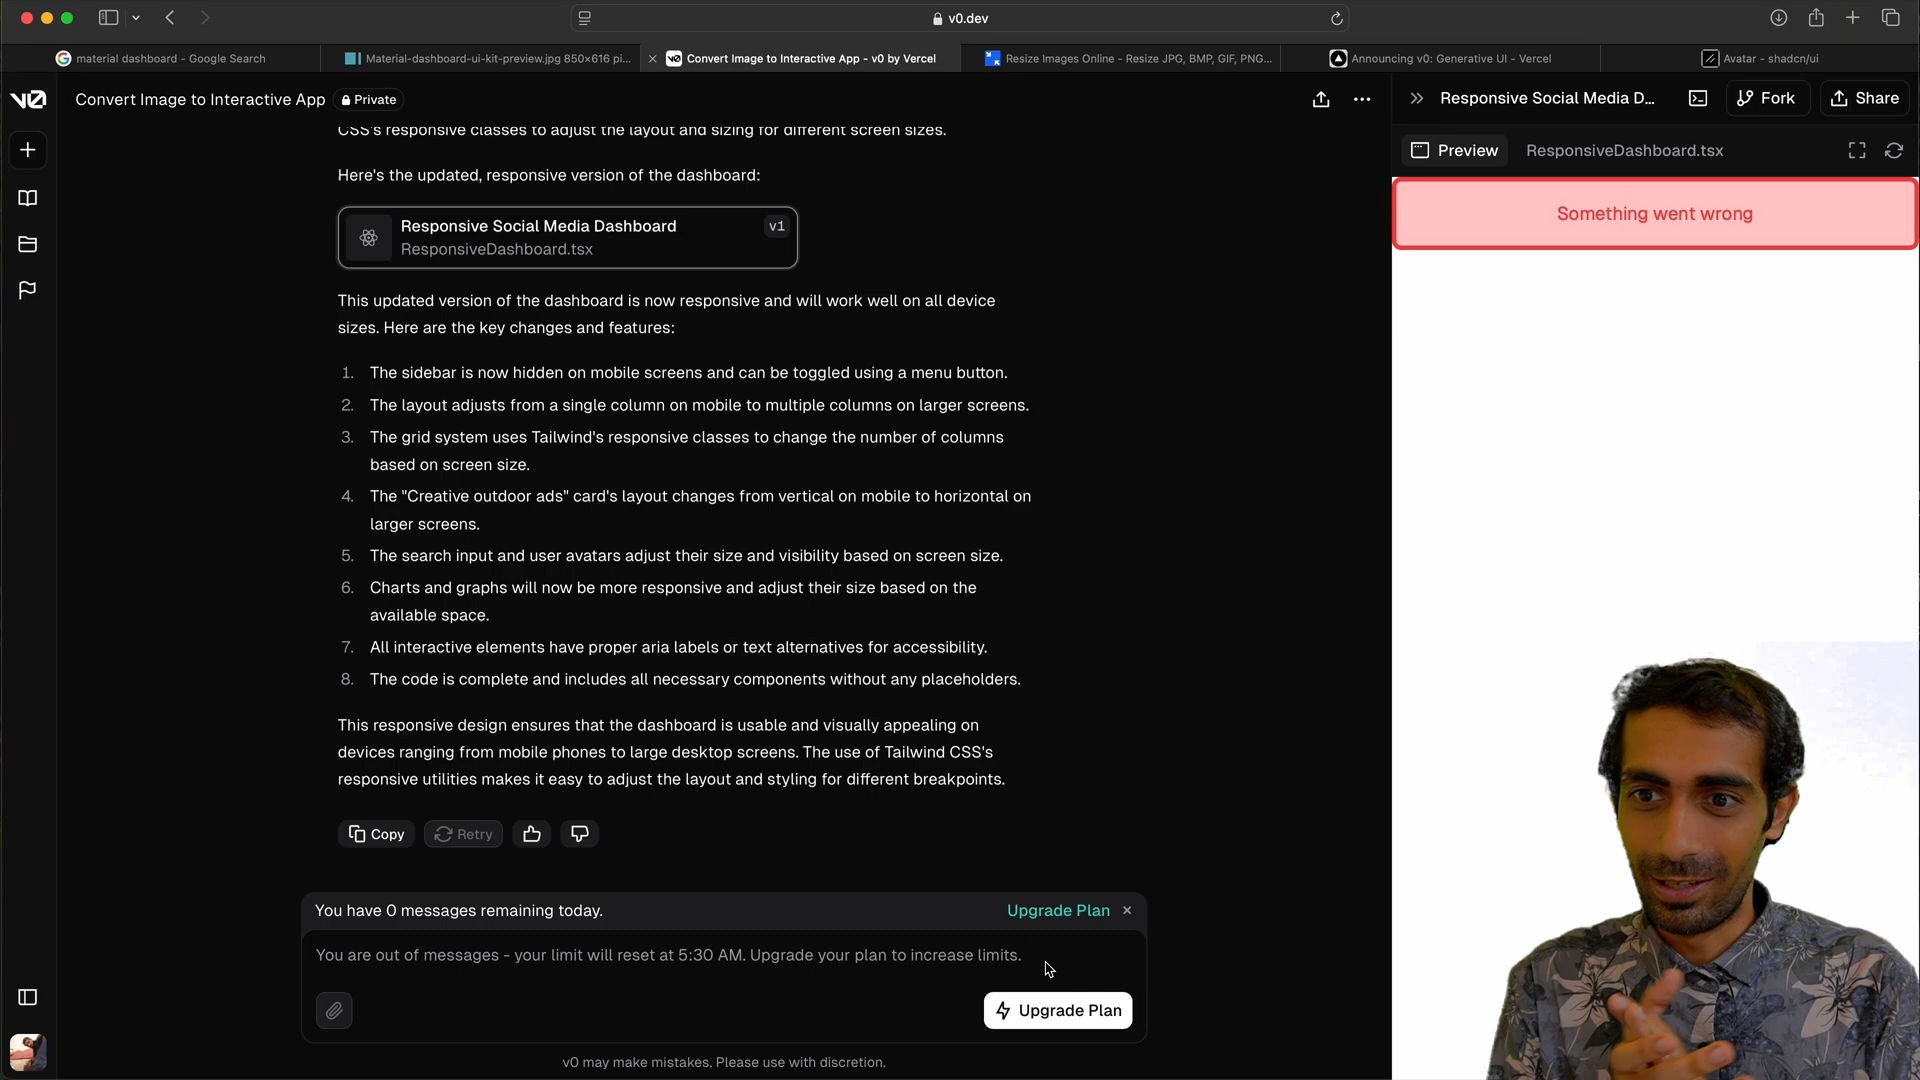 v0.dev
material dashboard - Google Search
Material-dashboard-ui-kit-preview.jpg 850×616 pi...
Convert Image to Interactive App - v0 by Vercel
Resize Images Online - Resize JPG, BMP, GIF, PNG...
Announcing v0: Generative UI - Vercel
Avatar - shadcn/ui
v0
Convert Image to Interactive App
Private
Responsive Social Media D...
Fork
Share
Preview
ResponsiveDashboard.tsx
Something went wrong
CSS's responsive classes to adjust the layout and sizing for different screen sizes.
Here's the updated, responsive version of the dashboard:
Responsive Social Media Dashboard
v1
ResponsiveDashboard.tsx
This updated version of the dashboard is now responsive and will work well on all device
sizes. Here are the key changes and features:
1. The sidebar is now hidden on mobile screens and can be toggled using a menu button.
2. The layout adjusts from a single column on mobile to multiple columns on larger screens.
3. The grid system uses Tailwind's responsive classes to change the number of columns
based on screen size.
4. The "Creative outdoor ads" card's layout changes from vertical on mobile to horizontal on
larger screens.
5. The search input and user avatars adjust their size and visibility based on screen size.
6. Charts and graphs will now be more responsive and adjust their size based on the
available space.
7. All interactive elements have proper aria labels or text alternatives for accessibility.
8. The code is complete and includes all necessary components without any placeholders.
This responsive design ensures that the dashboard is usable and visually appealing on
devices ranging from mobile phones to large desktop screens. The use of Tailwind CSS's
responsive utilities makes it easy to adjust the layout and styling for different breakpoints.
Copy
Retry
You have 0 messages remaining today.
Upgrade Plan
You are out of messages - your limit will reset at 5:30 AM. Upgrade your plan to increase limits.
Upgrade Plan
v0 may make mistakes. Please use with discretion.